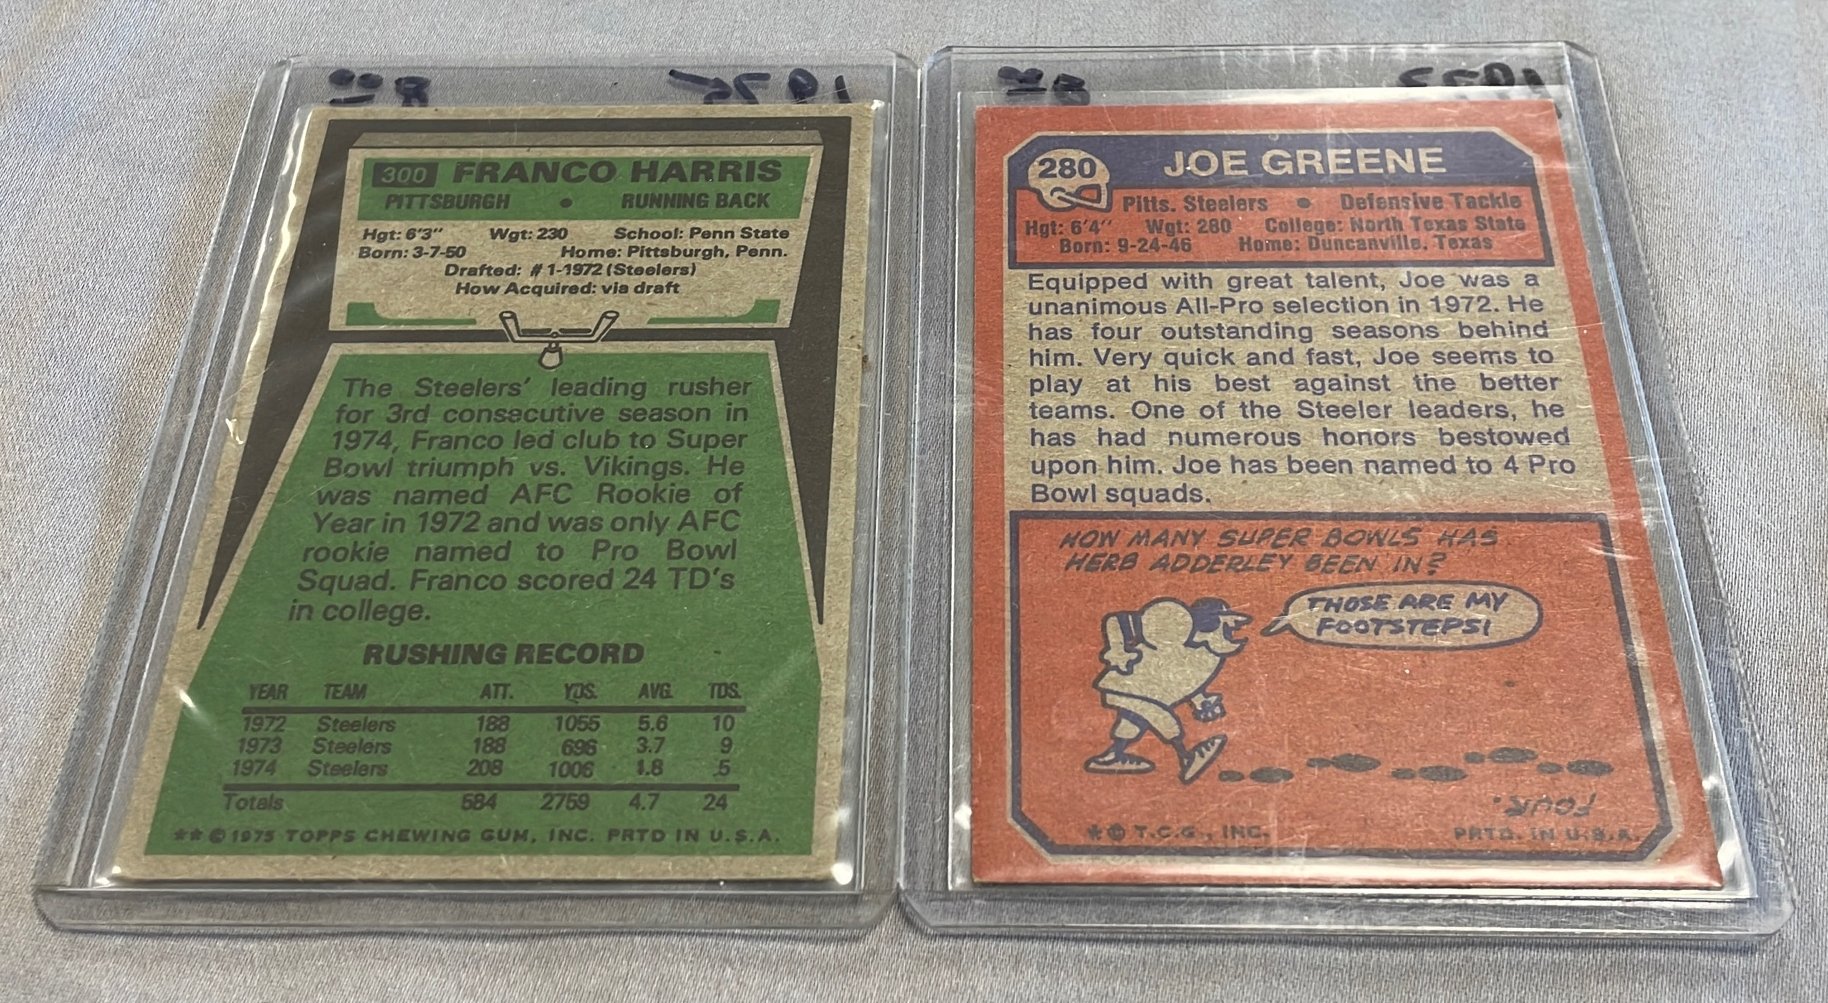 1975
300 FRANCO HARRIS
PITTSBURGH • RUNNING BACK
Hgt: 6'3" Wgt: 230 School: Penn State
Born: 3-7-50 Home: Pittsburgh, Penn.
Drafted: #1-1972 (Steelers)
How Acquired: via draft
The Steelers' leading rusher
for 3rd consecutive season in
1974, Franco led club to Super
Bowl triumph vs. Vikings. He
was named AFC Rookie of
Year in 1972 and was only AFC
rookie named to Pro Bowl
Squad. Franco scored 24 TD's
in college.
RUSHING RECORD
YEAR TEAM ATT. YDS. AVG. TDS.
1972 Steelers 188 1055 5.6 10
1973 Steelers 188 698 3.7 9
1974 Steelers 208 1006 4.8 5
Totals 584 2759 4.7 24
** © 1975 TOPPS CHEWING GUM, INC. PRTD IN U.S.A.
1973
280 JOE GREENE
Pitts. Steelers • Defensive Tackle
Hgt: 6'4" Wgt: 280 College: North Texas State
Born: 9-24-46 Home: Duncanville, Texas
Equipped with great talent, Joe was a
unanimous All-Pro selection in 1972. He
has four outstanding seasons behind
him. Very quick and fast, Joe seems to
play at his best against the better
teams. One of the Steeler leaders, he
has had numerous honors bestowed
upon him. Joe has been named to 4 Pro
Bowl squads.
HOW MANY SUPER BOWLS HAS
HERB ADDERLEY BEEN IN?
THOSE ARE MY
FOOTSTEPS!
FOUR.
* © T.C.G., INC. PRTD. IN U.S.A.